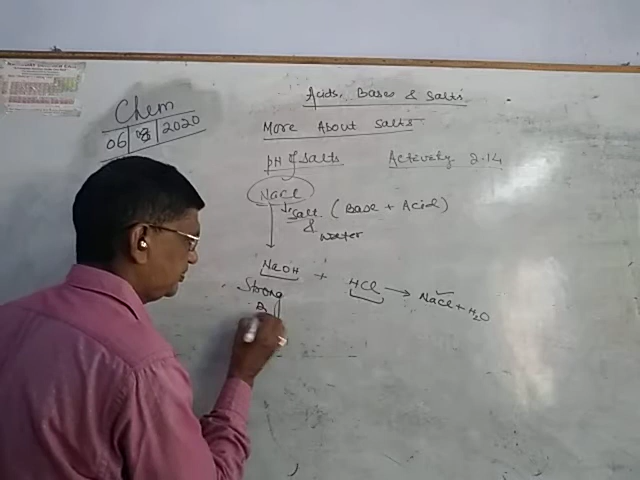 Chem
06 | 08 | 2020
Acids, Bases & Salts
More About Salts
pH of Salts Activity 2.14
NaCl
Salt (Base + Acid)
& Water
NaOH + HCl → NaCl + H2O
Strong